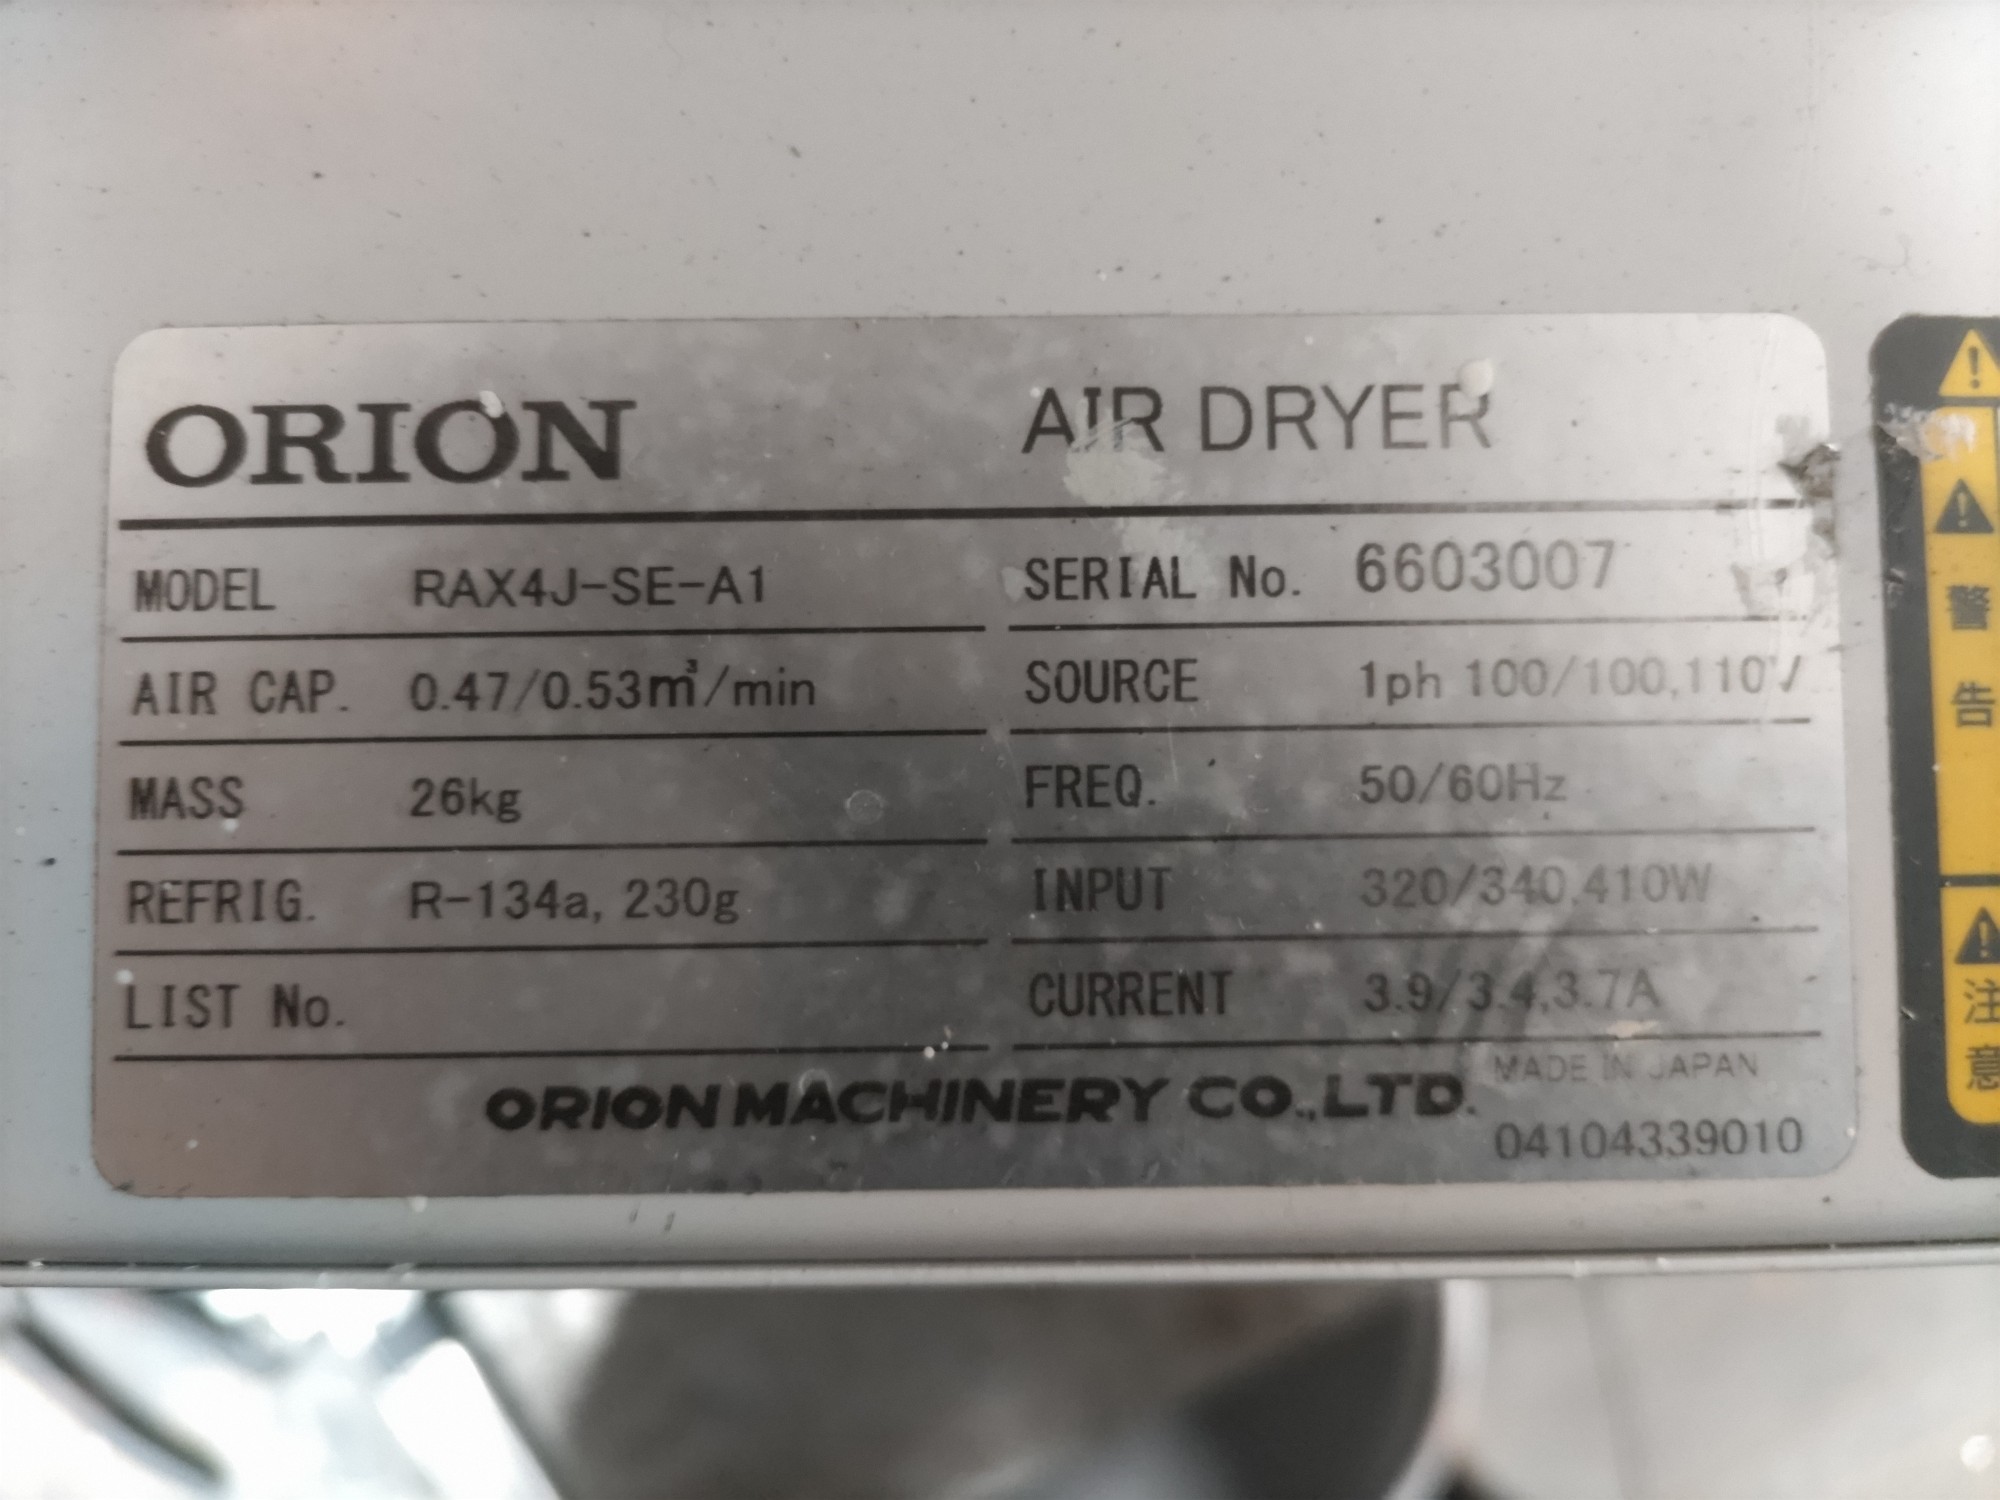 ORION AIR DRYER
MODEL RAX4J-SE-A1 SERIAL No. 6603007
AIR CAP. 0.47/0.53m³/min SOURCE 1ph 100/100,110V
MASS 26kg FREQ. 50/60Hz
REFRIG. R-134a, 230g INPUT 320/340,410W
LIST No. CURRENT 3.9/3.4,3.7A
MADE IN JAPAN
ORION MACHINERY CO.,LTD.
04104339010
警告
注意